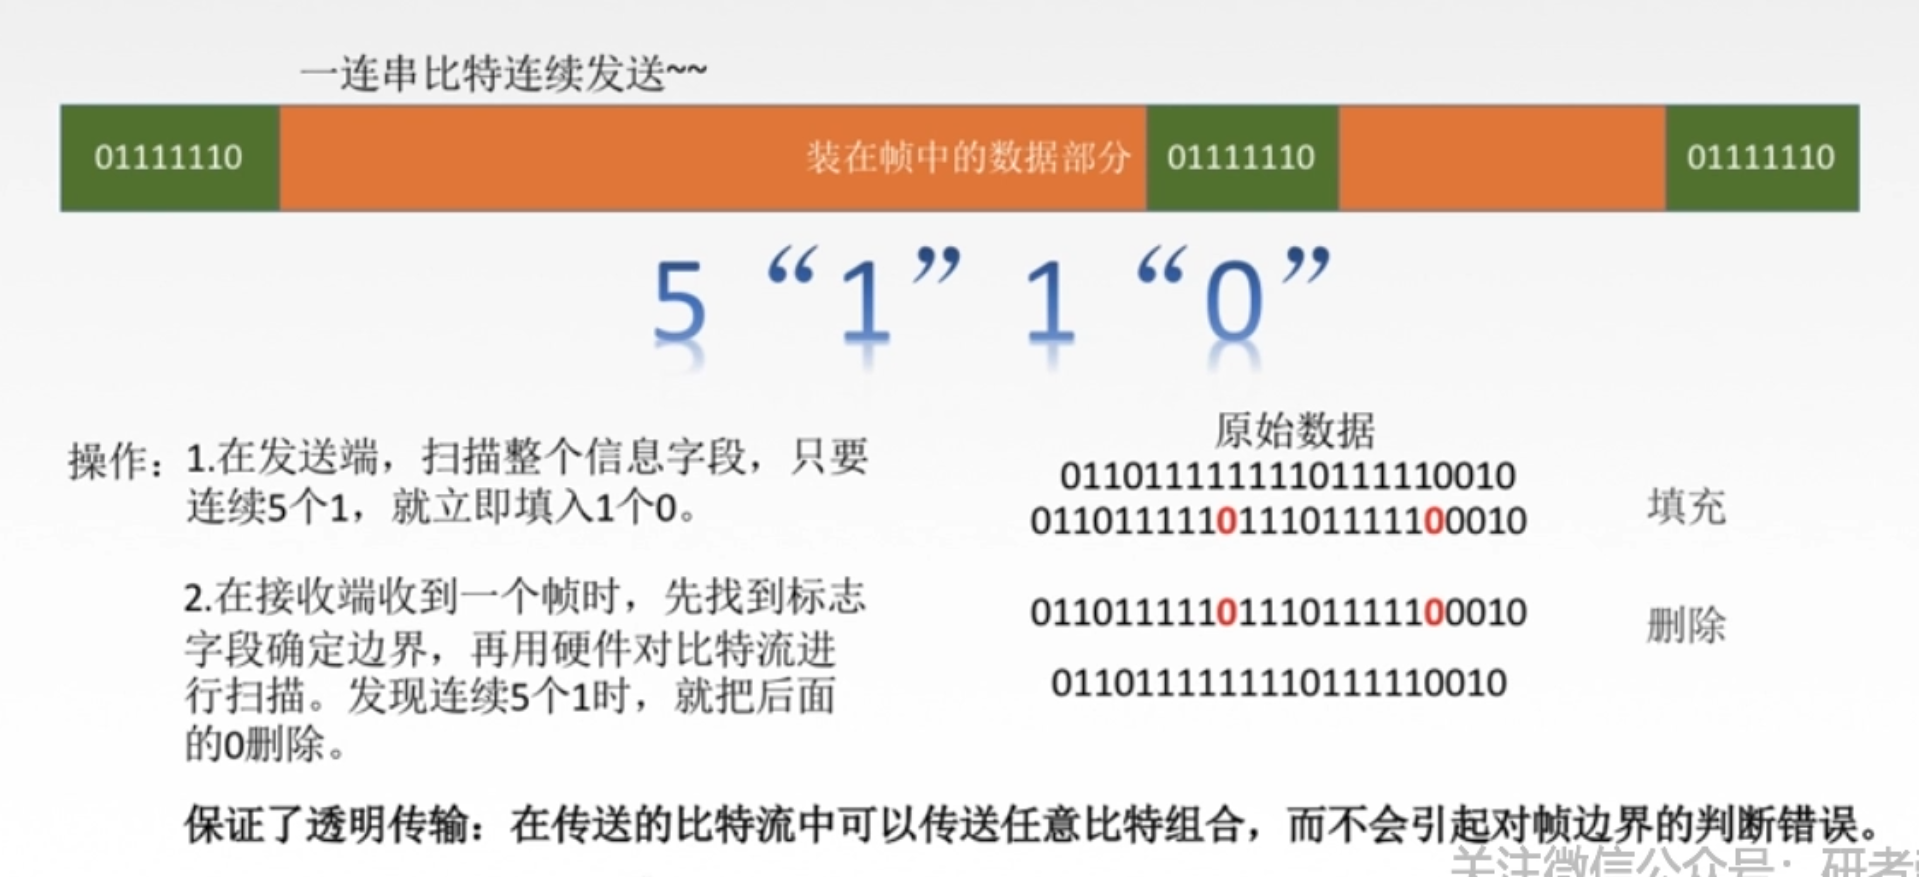 一连串比特连续发送~~
01111110 装在帧中的数据部分 01111110 01111110
5 “1” 1 “0”
操作：1.在发送端，扫描整个信息字段，只要
连续5个1，就立即填入1个0。
2.在接收端收到一个帧时，先找到标志
字段确定边界，再用硬件对比特流进
行扫描。发现连续5个1时，就把后面
的0删除。
原始数据
0110111111110111110010
011011111011101111100010 填充
011011111011101111100010 删除
0110111111110111110010
保证了透明传输：在传送的比特流中可以传送任意比特组合，而不会引起对帧边界的判断错误。
关注微信公众号：研考